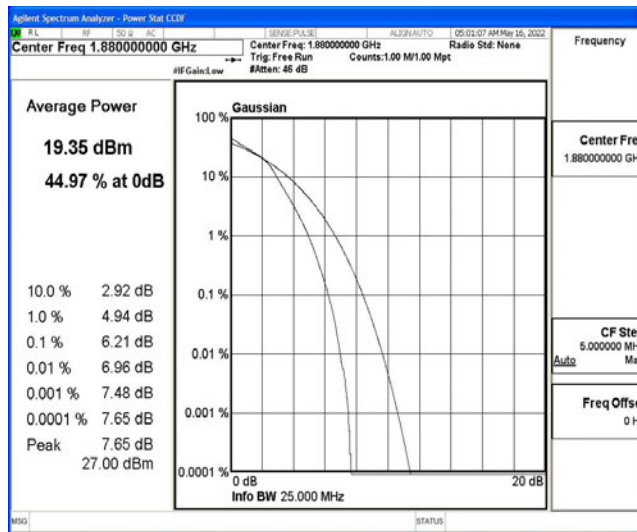 Agilent Spectrum Analyzer - Power Stat CCDF
RL RF 50 Ω AC SENSE:PULSE ALIGN AUTO 05:01:07 AM May 16, 2022
Center Freq 1.880000000 GHz
Center Freq: 1.880000000 GHz Radio Std: None
Trig: Free Run Counts:1.00 M/1.00 Mpt
#IFGain:Low #Atten: 46 dB
Frequency
Average Power
19.35 dBm
44.97 % at 0dB
10.0 % 2.92 dB
1.0 % 4.94 dB
0.1 % 6.21 dB
0.01 % 6.96 dB
0.001 % 7.48 dB
0.0001 % 7.65 dB
Peak 7.65 dB
27.00 dBm
Gaussian
100 %
10 %
1 %
0.1 %
0.01 %
0.001 %
0.0001 %
0 dB 20 dB
Info BW 25.000 MHz
Center Fre
1.880000000 GH
CF Ste
5.000000 MH
Auto Ma
Freq Offs
0 H
MSG STATUS